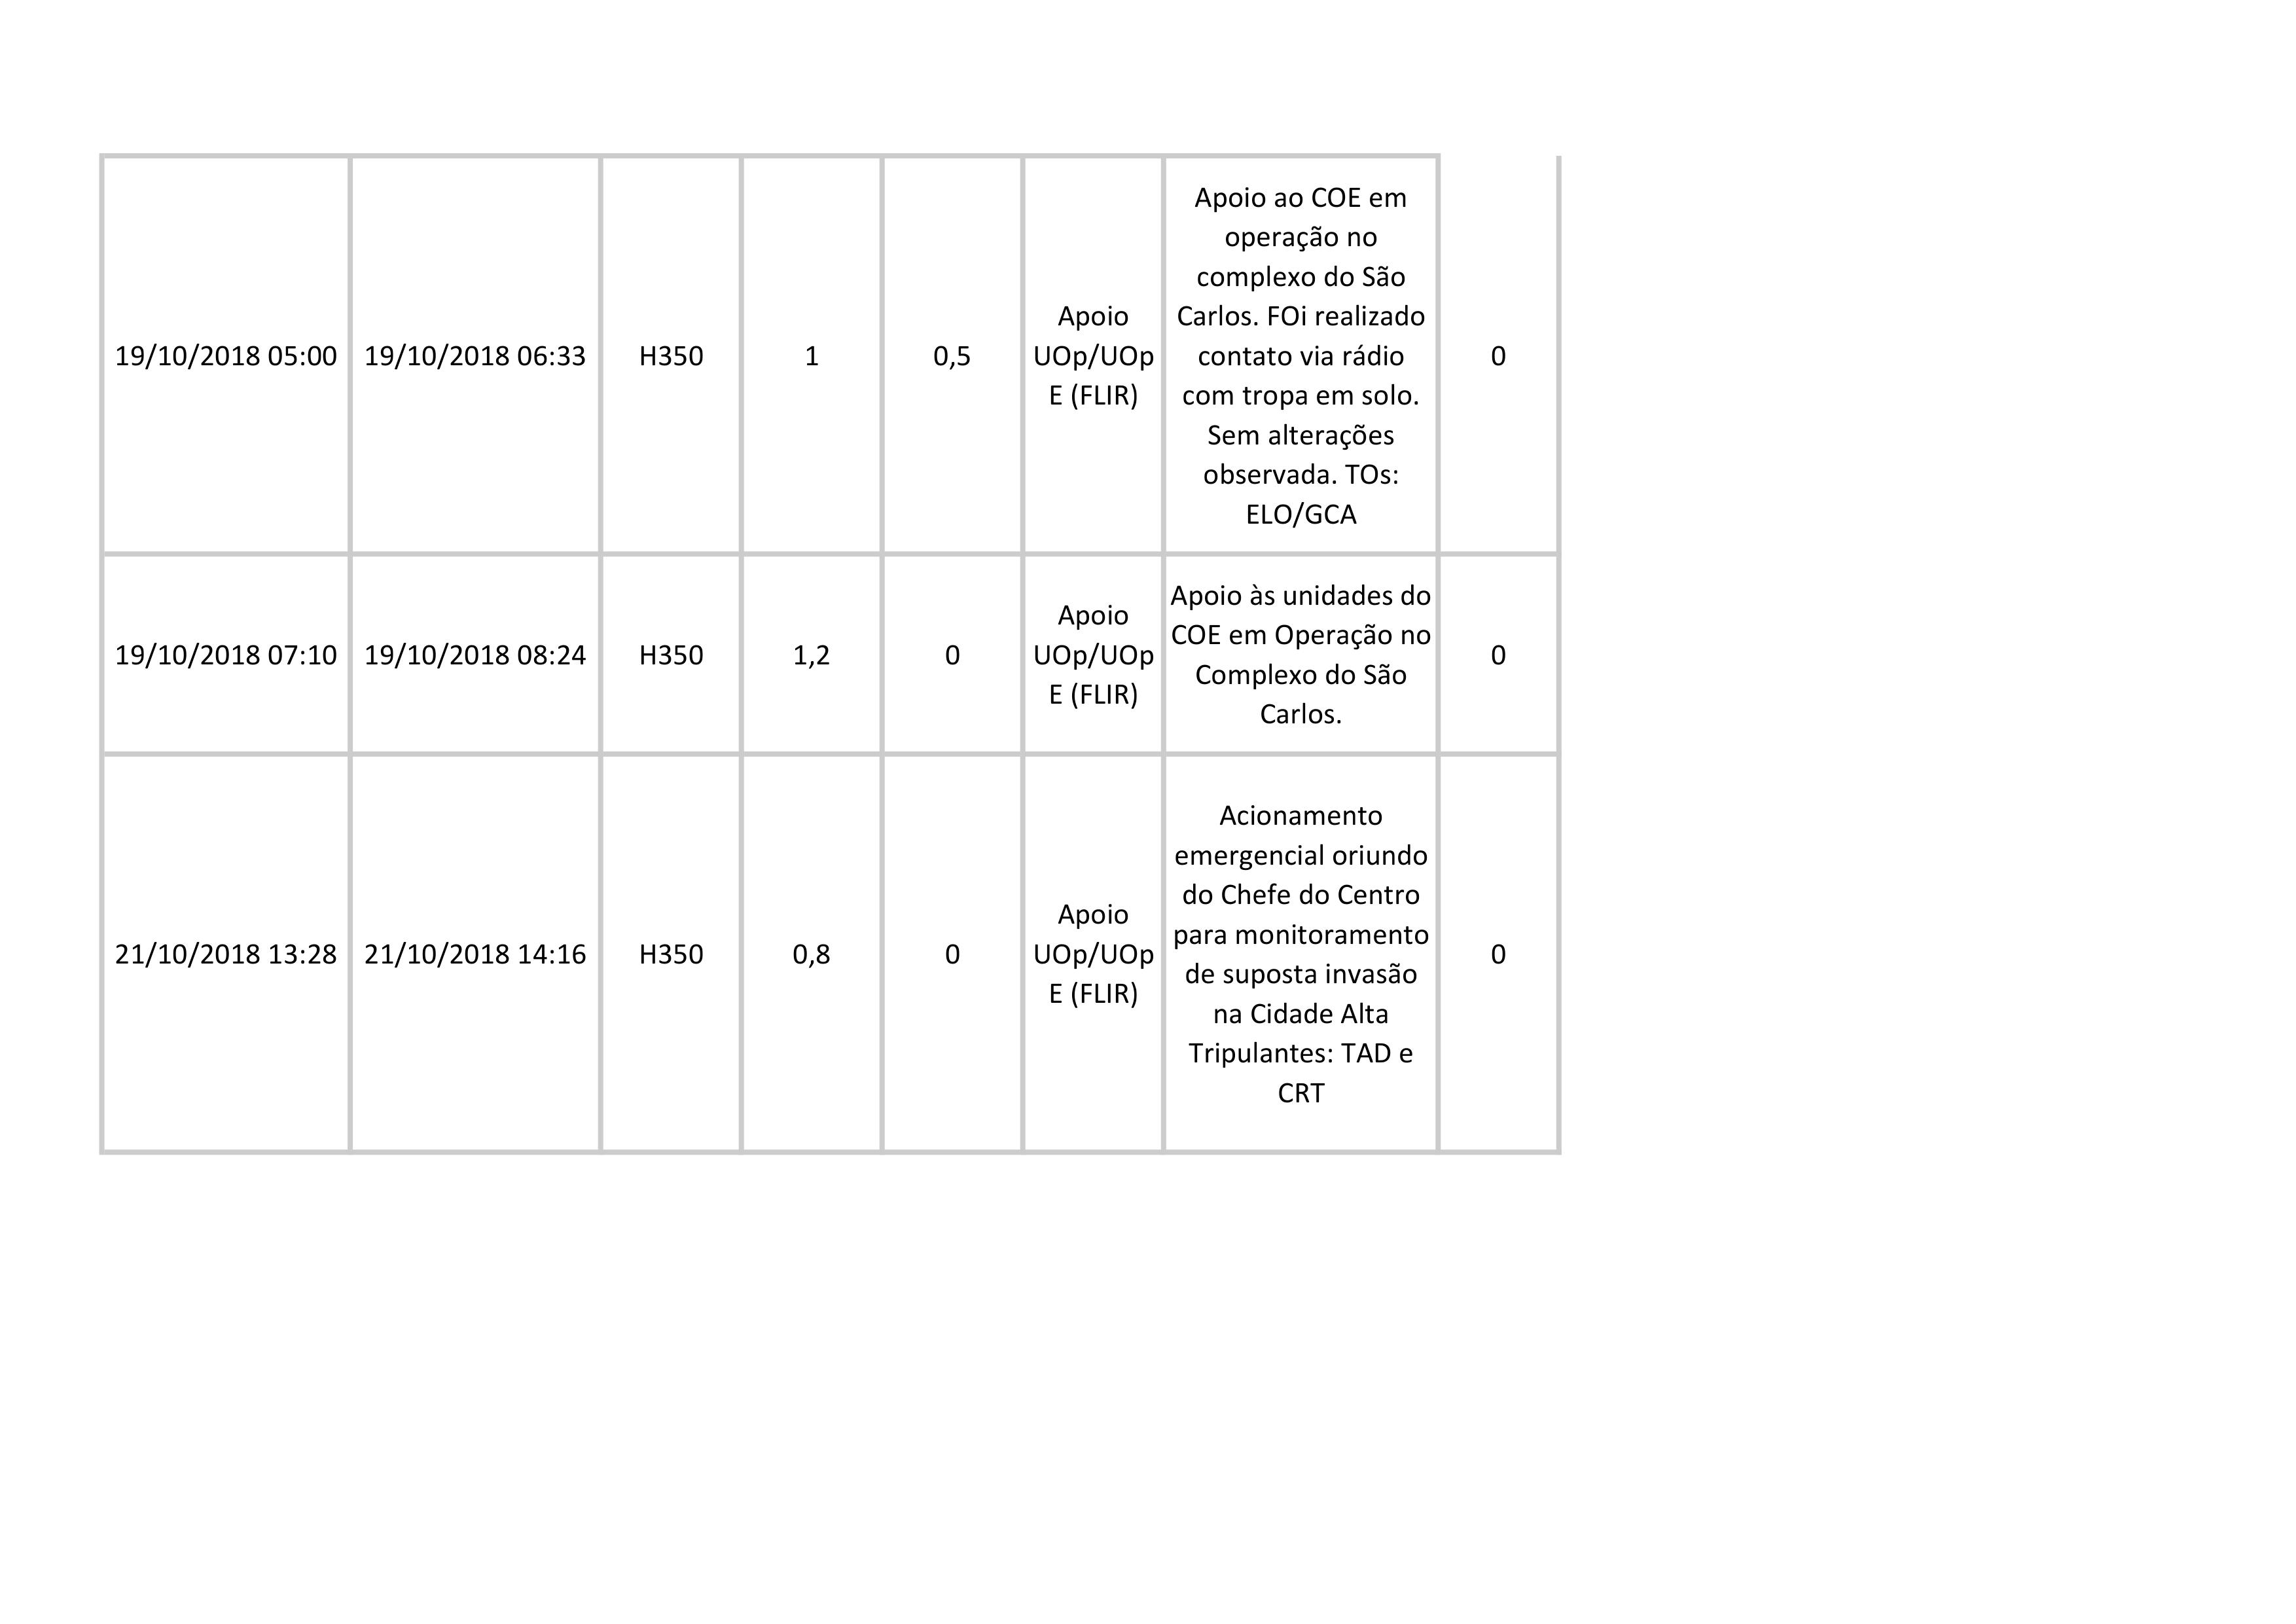 19/10/2018 05:00
19/10/2018 06:33
H350
1
0,5
Apoio
UOp/UOp
E (FLIR)
Apoio ao COE em
operação no
complexo do São
Carlos. FOi realizado
contato via rádio
com tropa em solo.
Sem alterações
observada. TOs:
ELO/GCA
0
19/10/2018 07:10
19/10/2018 08:24
H350
1,2
0
Apoio
UOp/UOp
E (FLIR)
Apoio às unidades do
COE em Operação no
Complexo do São
Carlos.
0
21/10/2018 13:28
21/10/2018 14:16
H350
0,8
0
Apoio
UOp/UOp
E (FLIR)
Acionamento
emergencial oriundo
do Chefe do Centro
para monitoramento
de suposta invasão
na Cidade Alta
Tripulantes: TAD e
CRT
0